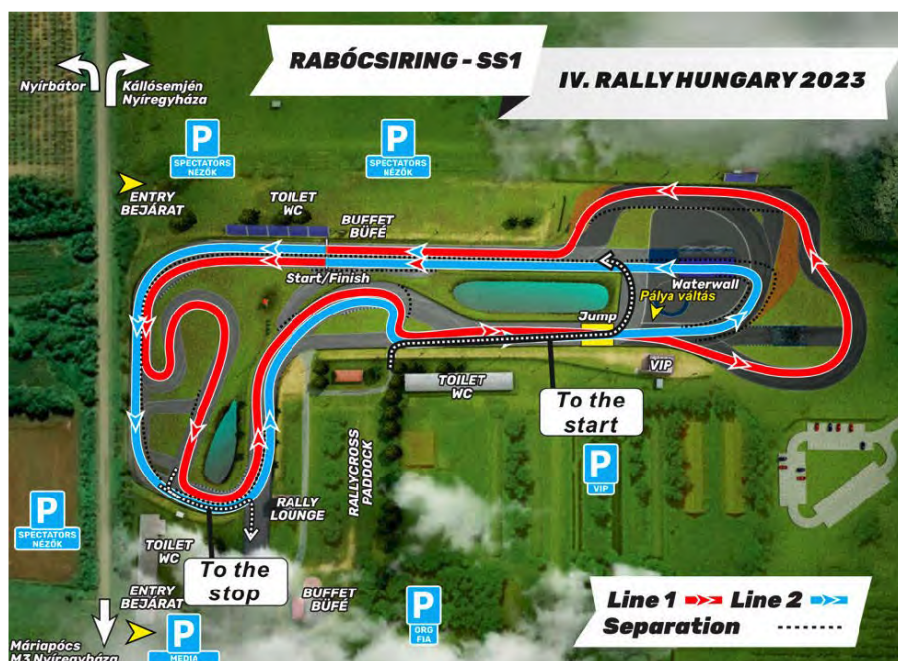 RABÓCSIRING - SS1
IV. RALLY HUNGARY 2023
Nyírbátor
Kállósemjén
Nyíregyháza
P
SPECTATORS
NÉZŐK
P
SPECTATORS
NÉZŐK
ENTRY
BEJÁRAT
TOILET
WC
BUFFET
BÜFÉ
Start/Finish
Waterwall
Pálya váltás
Jump
VIP
TOILET
WC
To the
start
RALLYCROSS
PADDOCK
P
VIP
P
SPECTATORS
NÉZŐK
RALLY
LOUNGE
TOILET
WC
To the
stop
ENTRY
BEJÁRAT
BUFFET
BÜFÉ
P
ORG
FIA
P
MEDIA
Máriapócs
M3 Nyíregyháza
Line 1 Line 2
Separation